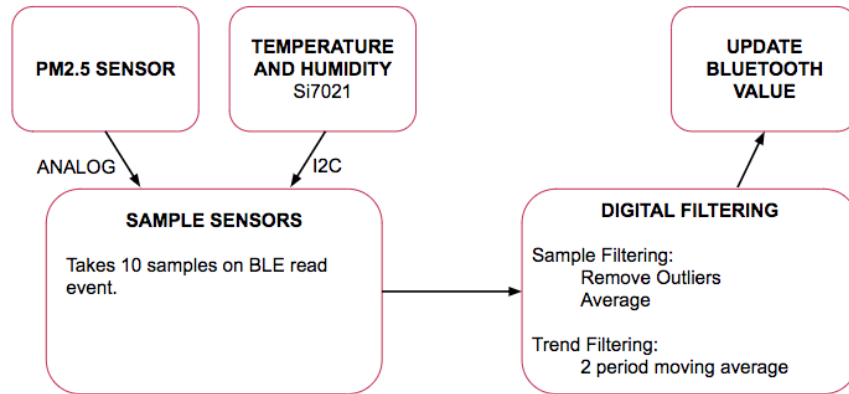 PM2.5 SENSOR
TEMPERATURE
AND HUMIDITY
Si7021
UPDATE
BLUETOOTH
VALUE
ANALOG
I2C
SAMPLE SENSORS
Takes 10 samples on BLE read
event.
DIGITAL FILTERING
Sample Filtering:
Remove Outliers
Average
Trend Filtering:
2 period moving average